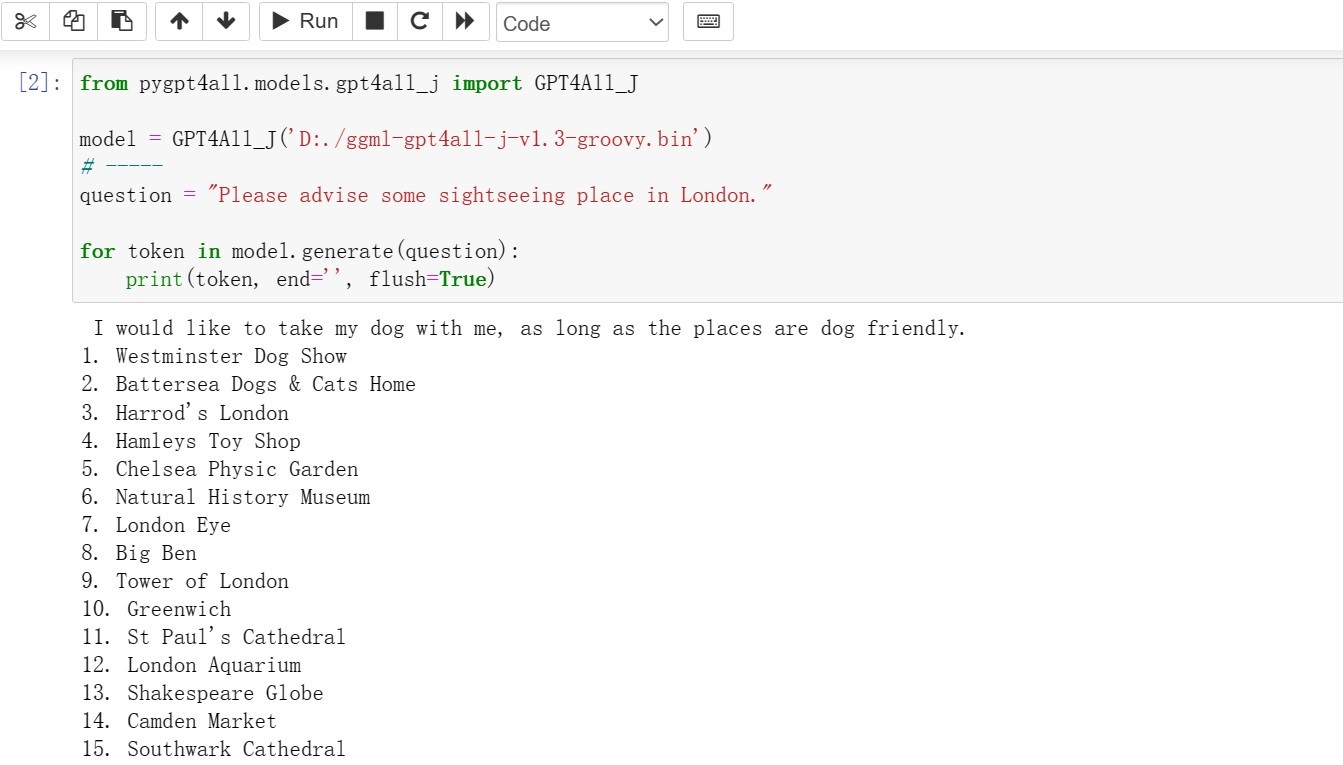 Run
Code
[2]:
from pygpt4all.models.gpt4all_j import GPT4All_J
model = GPT4All_J('D:./ggml-gpt4all-j-v1.3-groovy.bin')
# -----
question = "Please advise some sightseeing place in London."
for token in model.generate(question):
    print(token, end='', flush=True)
I would like to take my dog with me, as long as the places are dog friendly.
1. Westminster Dog Show
2. Battersea Dogs & Cats Home
3. Harrod's London
4. Hamleys Toy Shop
5. Chelsea Physic Garden
6. Natural History Museum
7. London Eye
8. Big Ben
9. Tower of London
10. Greenwich
11. St Paul's Cathedral
12. London Aquarium
13. Shakespeare Globe
14. Camden Market
15. Southwark Cathedral